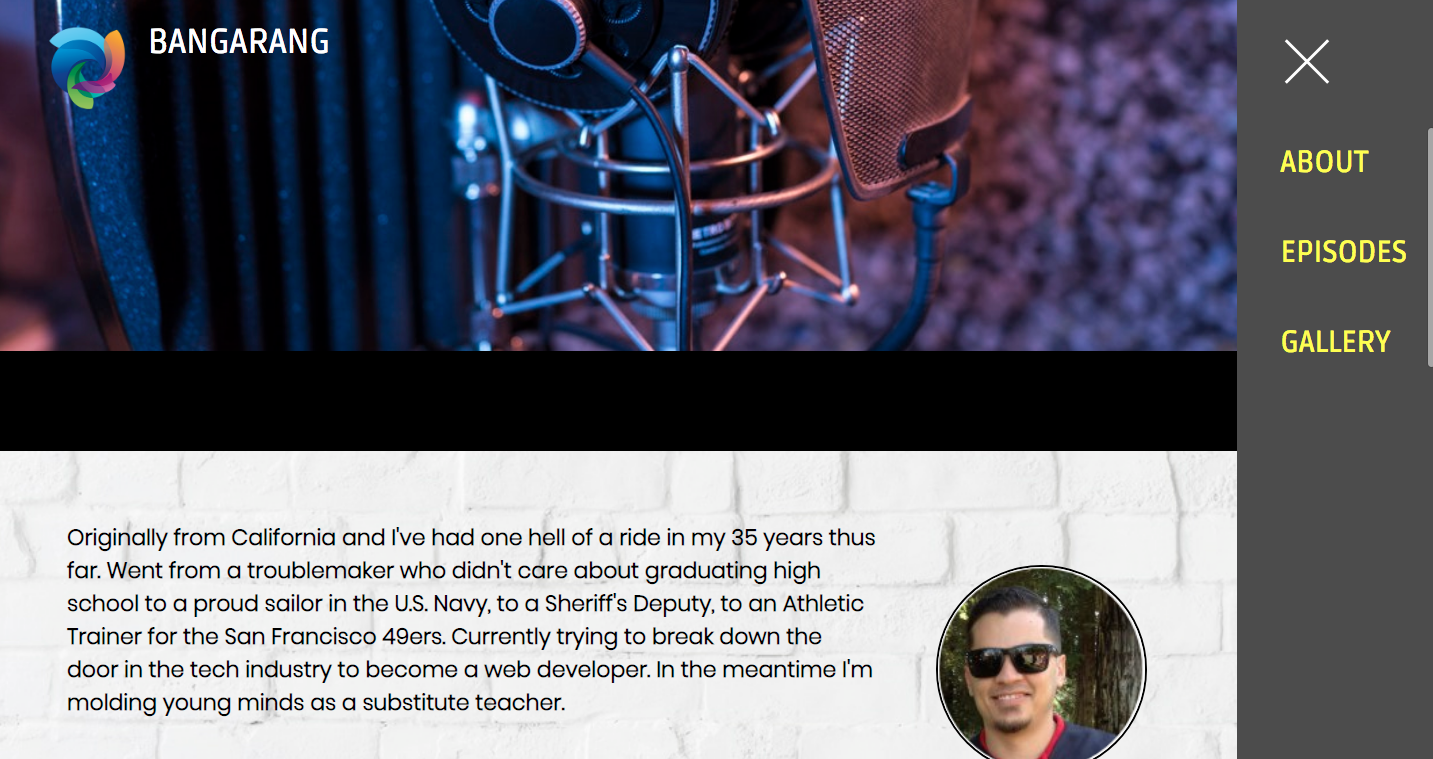 BANGARANG
ABOUT
EPISODES
GALLERY
Originally from California and I've had one hell of a ride in my 35 years thus
far. Went from a troublemaker who didn't care about graduating high
school to a proud sailor in the U.S. Navy, to a Sheriff's Deputy, to an Athletic
Trainer for the San Francisco 49ers. Currently trying to break down the
door in the tech industry to become a web developer. In the meantime I'm
molding young minds as a substitute teacher.